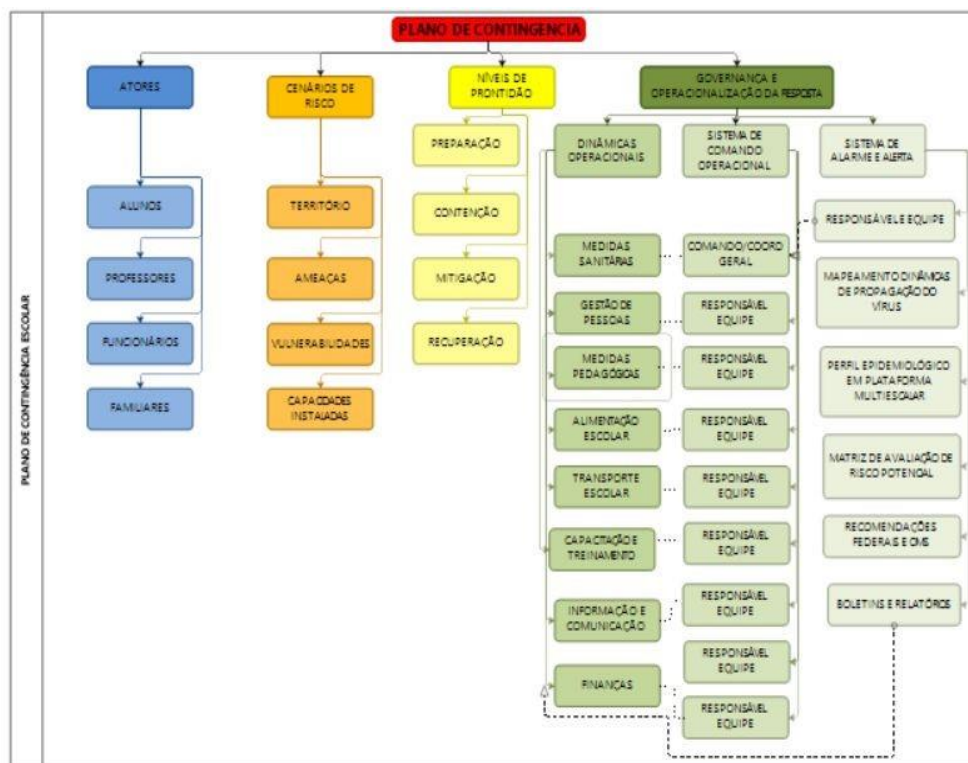 PLANO DE CONTINGENCIA
PLANO DE CONTINGÊNCIA ESCOLAR
ATORES
ALUNOS
PROFESSORES
FUNCIONÁRIOS
FAMILIARES
CENÁRIOS DE
RISCO
TERRITÓRIO
AMEAÇAS
VULNERABILIDADES
CAPACIDADES
INSTALADAS
NÍVEIS DE
PRONTIDÃO
PREPARAÇÃO
CONTENÇÃO
MITIGAÇÃO
RECUPERAÇÃO
GOVERNANÇA E
OPERACIONALIZAÇÃO DA RESPOSTA
DINÂMICAS
OPERACIONAIS
MEDIDAS
SANITÁRAS
GESTÃO DE
PESSOAS
MEDIDAS
PEDAGÓGICAS
ALIMENTAÇÃO
ESCOLAR
TRANSPORTE
ESCOLAR
CAPACITAÇÃO E
TREINAMENTO
INFORMAÇÃO E
COMUNICAÇÃO
FINANÇAS
SISTEMA DE
COMANDO
OPERACIONAL
COMANDO/COORD
GERAL
RESPONSÁVEL
EQUIPE
RESPONSÁVEL
EQUIPE
RESPONSÁVEL
EQUIPE
RESPONSÁVEL
EQUIPE
RESPONSÁVEL
EQUIPE
RESPONSÁVEL
EQUIPE
RESPONSÁVEL
EQUIPE
RESPONSÁVEL
EQUIPE
SISTEMA DE
ALARME E ALERTA
RESPONSÁVEL E EQUIPE
MAPEAMENTO DINÂMICAS
DE PROPAGAÇÃO DO
VÍRUS
PERFIL EPIDEMIOLÓGICO
EM PLATAFORMA
MULTIESCALAR
MATRIZ DE AVALIAÇÃO DE
RISCO POTENCAL
RECOMENDAÇÕES
FEDERAIS E OMS
BOLETINS E RELATÓRIOS